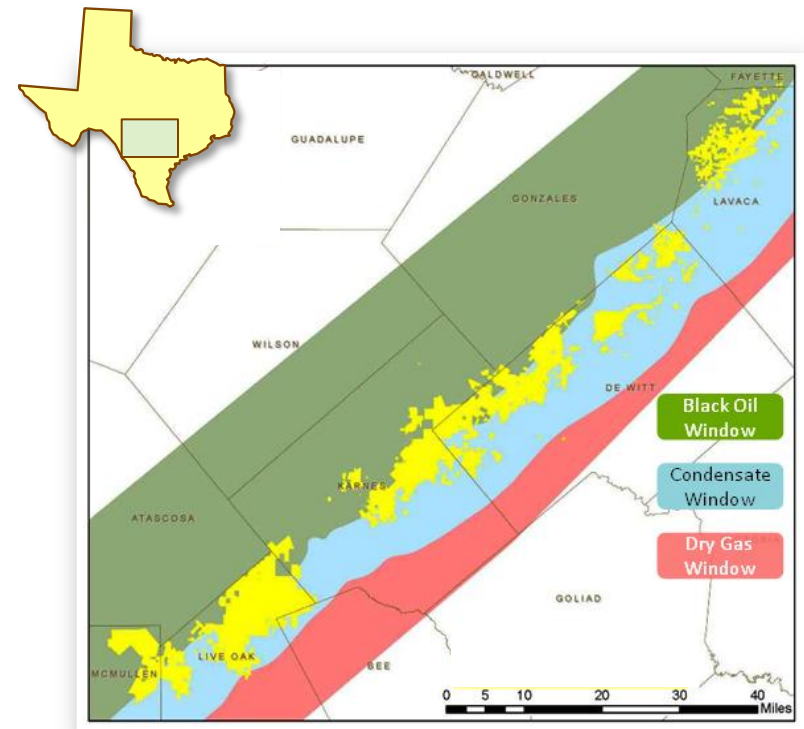 CALDWELL
FAYETTE
GUADALUPE
GONZALES
LAVACA
WILSON
DE WITT
Black Oil
Window
Condensate
Window
KARNES
ATASCOSA
Dry Gas
Window
GOLIAD
LIVE OAK
BEE
MCMULLEN
0 5 10 20 30 40
Miles